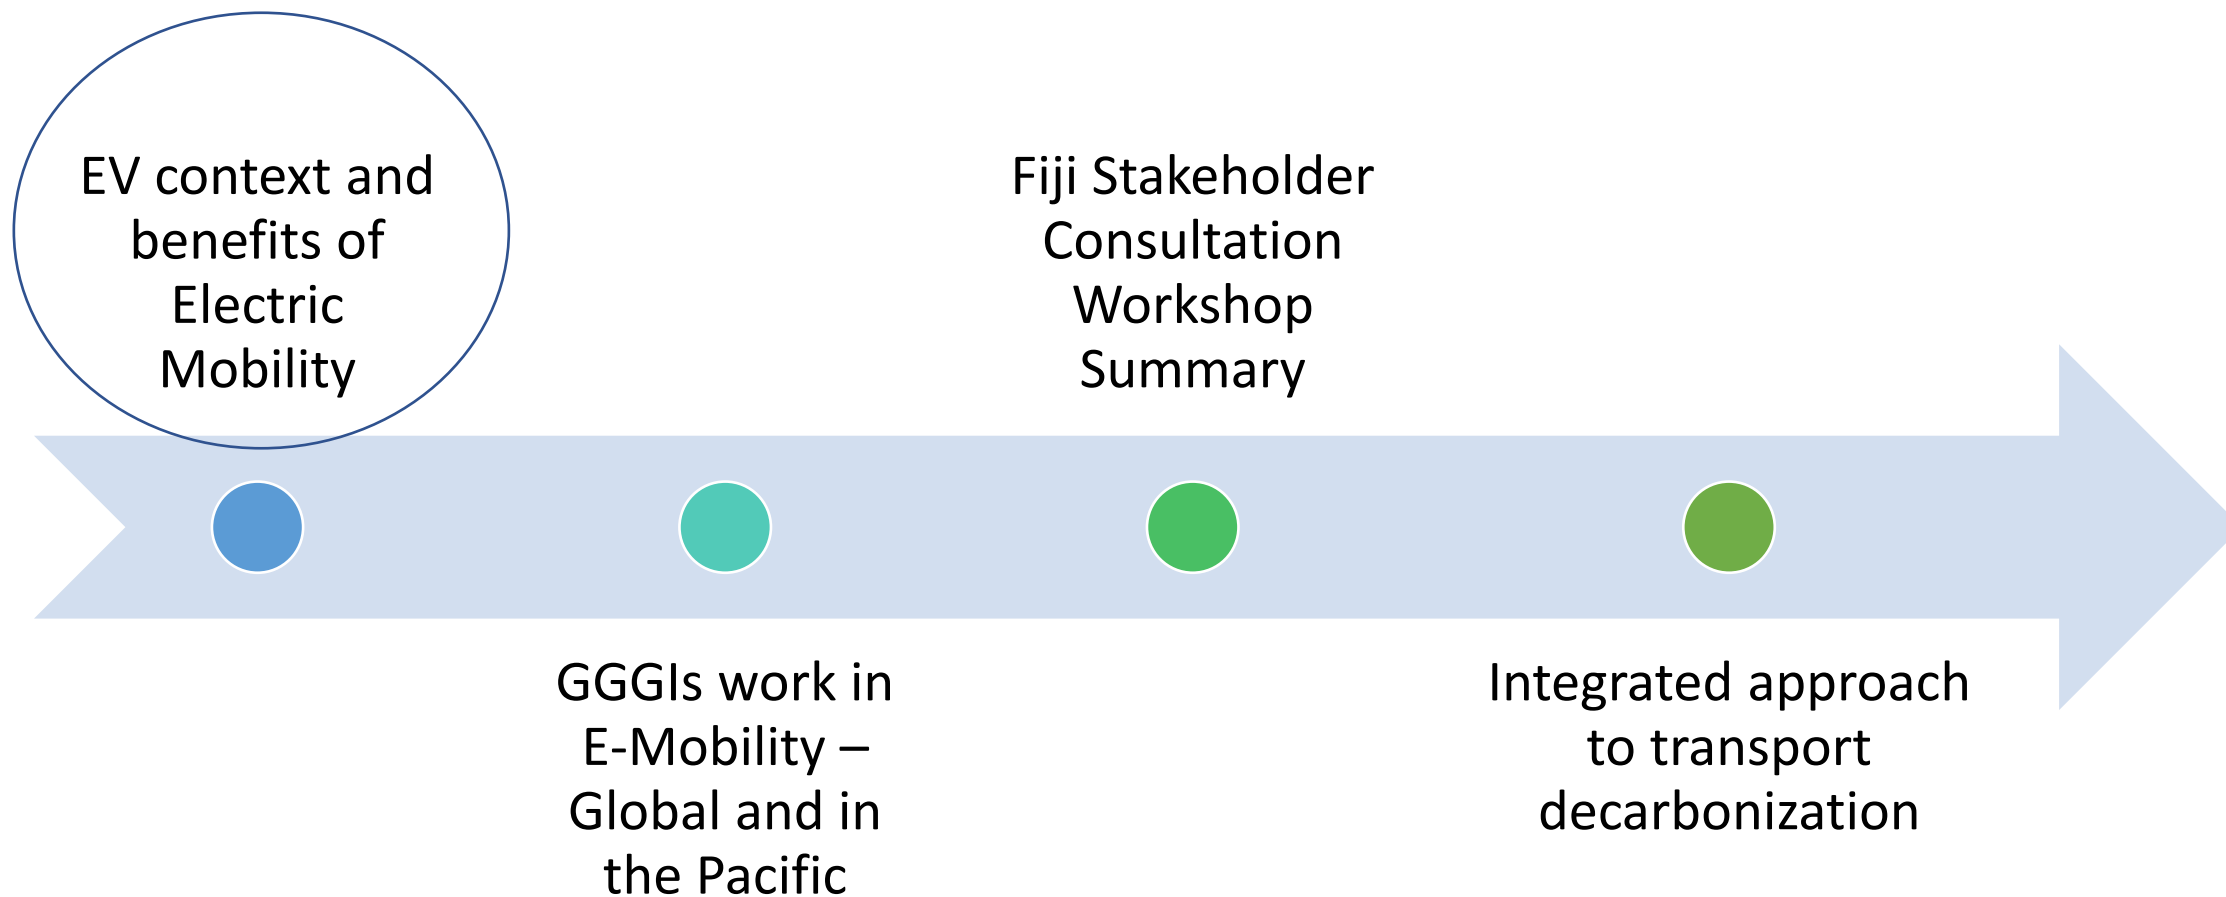 EV context and
benefits of
Electric
Mobility
GGGIs work in
E-Mobility –
Global and in
the Pacific
Fiji Stakeholder
Consultation
Workshop
Summary
Integrated approach
to transport
decarbonization